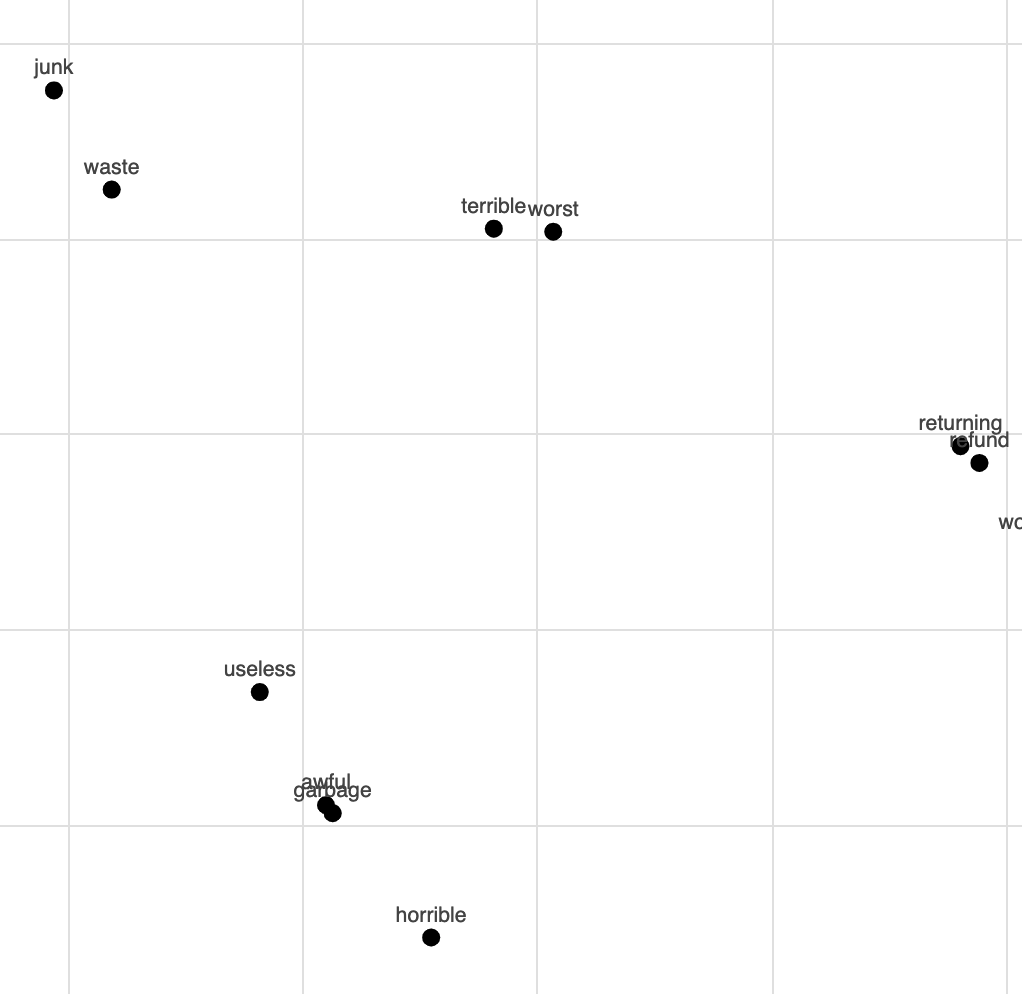 junk
waste
terrible
worst
returning
refund
useless
awful
garbage
horrible